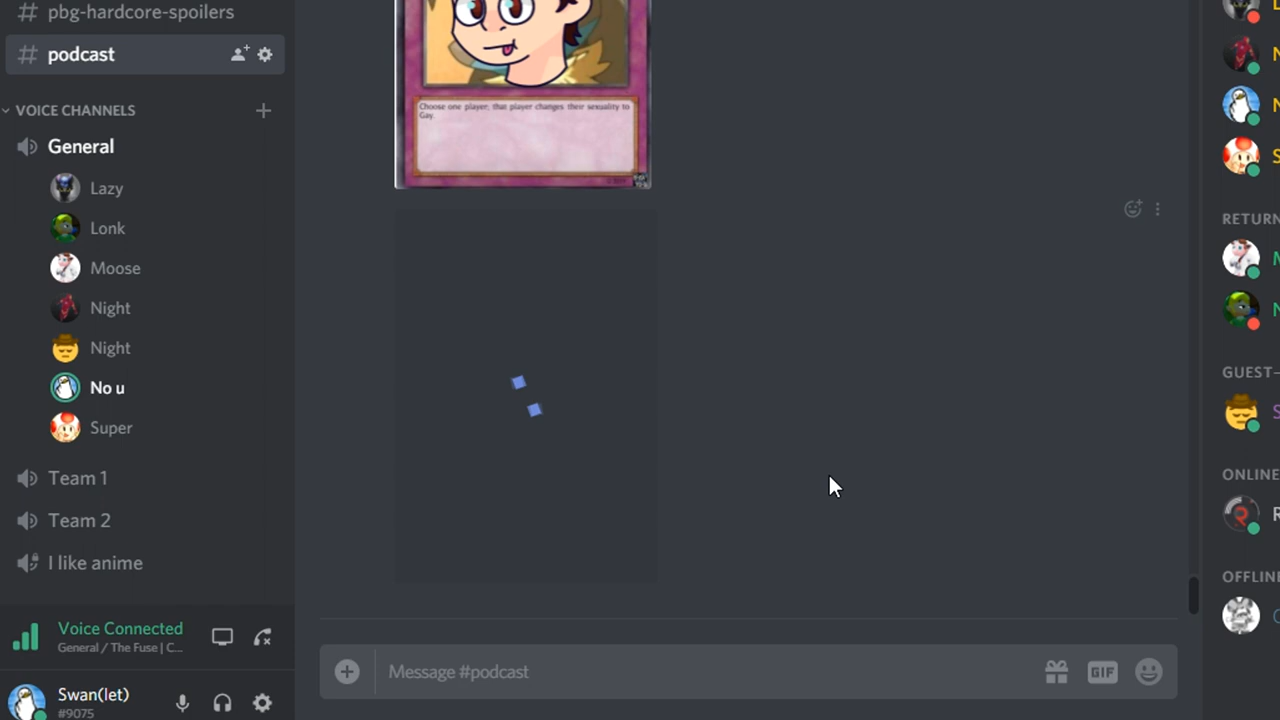 pbg-hardcore-spoilers
podcast
VOICE CHANNELS
General
Lazy
Lonk
Moose
Night
Night
No u
Super
Team 1
Team 2
I like anime
Voice Connected
General / The Fuse | C...
Swan(let)
#9075
Choose one player, that player changes their sexuality to
Gay.
Message #podcast
GIF
RETURN
GUEST-
ONLINE
OFFLIN